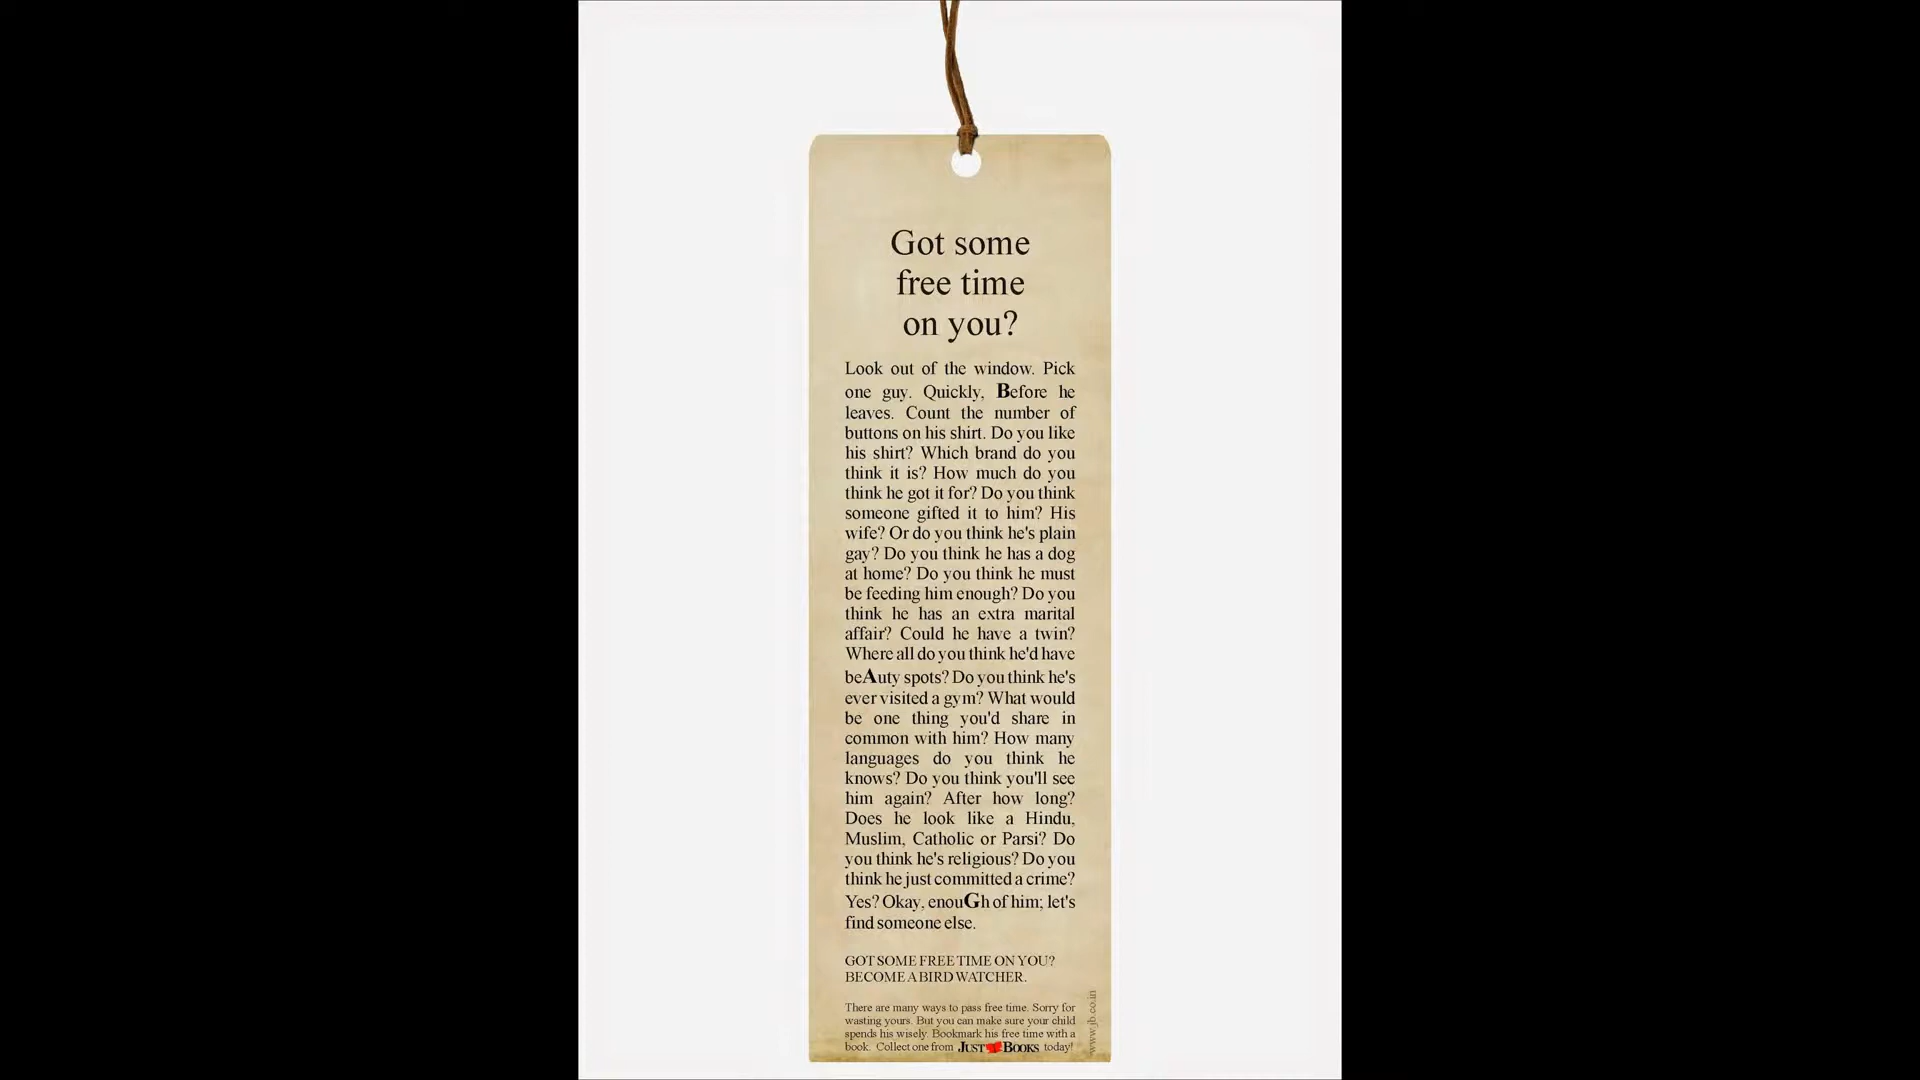 Got some
free time
on you?
Look out of the window. Pick
one guy. Quickly, Before he
leaves. Count the number of
buttons on his shirt. Do you like
his shirt? Which brand do you
think it is? How much do you
think he got it for? Do you think
someone gifted it to him? His
wife? Or do you think he's plain
gay? Do you think he has a dog
at home? Do you think he must
be feeding him enough? Do you
think he has an extra marital
affair? Could he have a twin?
Where all do you think he'd have
beAuty spots? Do you think he's
ever visited a gym? What would
be one thing you'd share in
common with him? How many
languages do you think he
knows? Do you think you'll see
him again? After how long?
Does he look like a Hindu,
Muslim, Catholic or Parsi? Do
you think he's religious? Do you
think he just committed a crime?
Yes? Okay, enouGh of him; let's
find someone else.
GOT SOME FREE TIME ON YOU?
BECOME A BIRD WATCHER.
There are many ways to pass free time. Sorry for
wasting yours. But you can make sure your child
spends his wisely. Bookmark his free time with a
book. Collect one from JUST BOOKS today!
www.jb.co.in